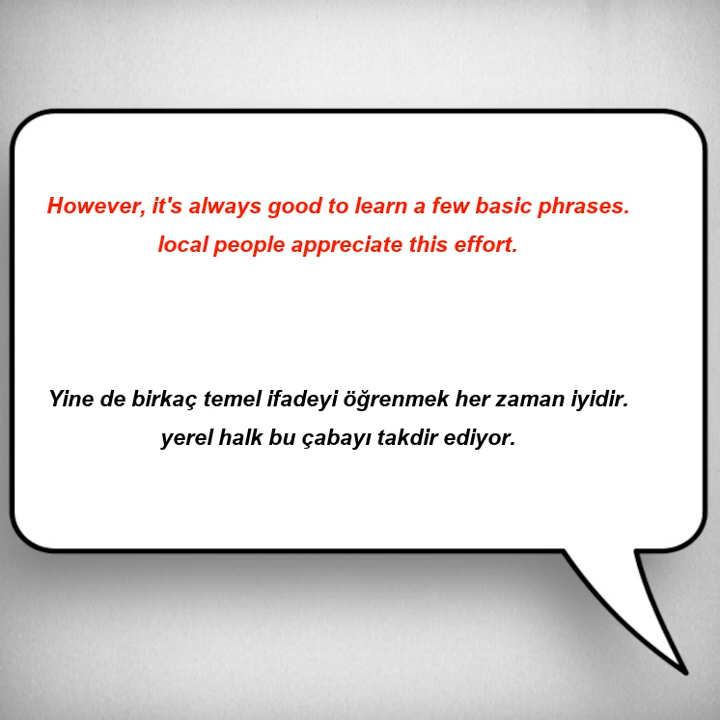 However, it's always good to learn a few basic phrases.
local people appreciate this effort.
Yine de birkaç temel ifadeyi öğrenmek her zaman iyidir.
yerel halk bu çabayı takdir ediyor.